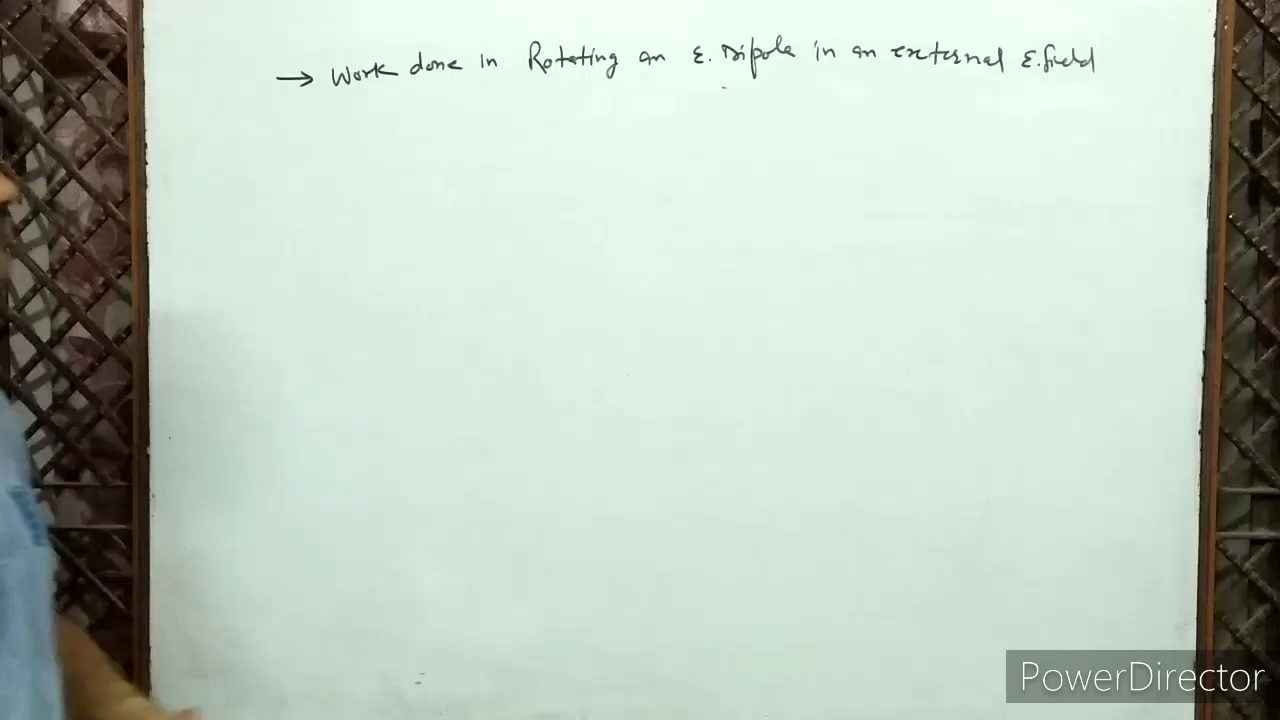 → Work done in Rotating an E. Dipole in an external E. field
PowerDirector